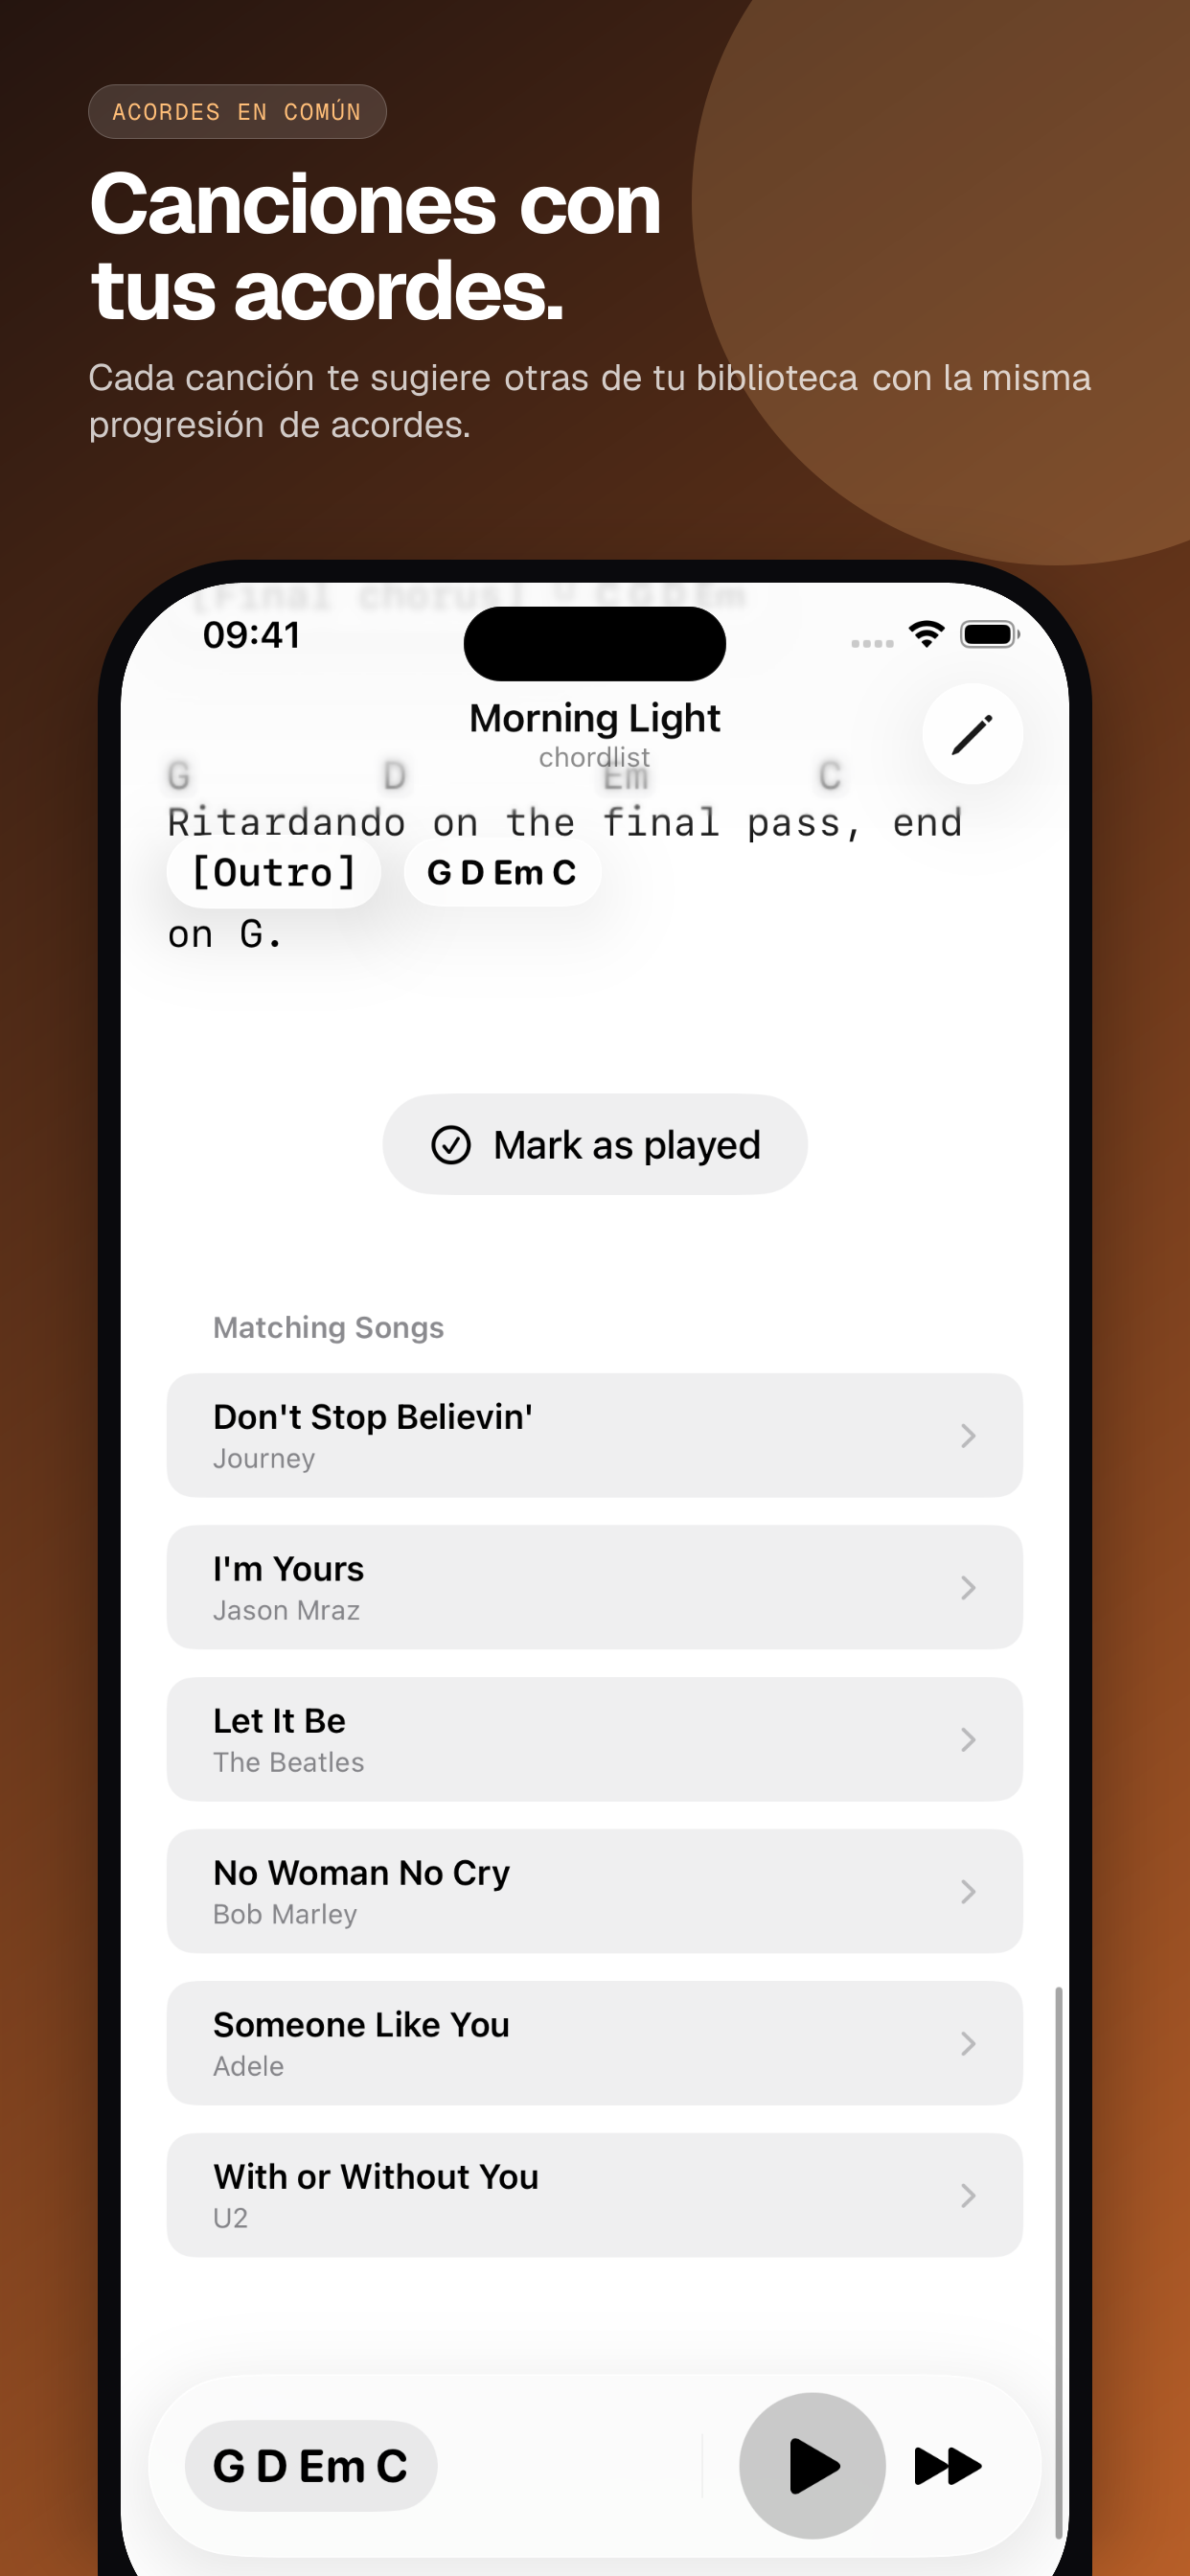 ACORDES EN COMÚN
Canciones con
tus acordes.
Cada canción te sugiere otras de tu biblioteca con la misma
progresión de acordes.
[Final chorus]
09:41
Morning Light
chordlist
G D Em C
Ritardando on the final pass, end
[Outro] G D Em C
on G.
Mark as played
Matching Songs
Don't Stop Believin'
Journey
I'm Yours
Jason Mraz
Let It Be
The Beatles
No Woman No Cry
Bob Marley
Someone Like You
Adele
With or Without You
U2
G D Em C